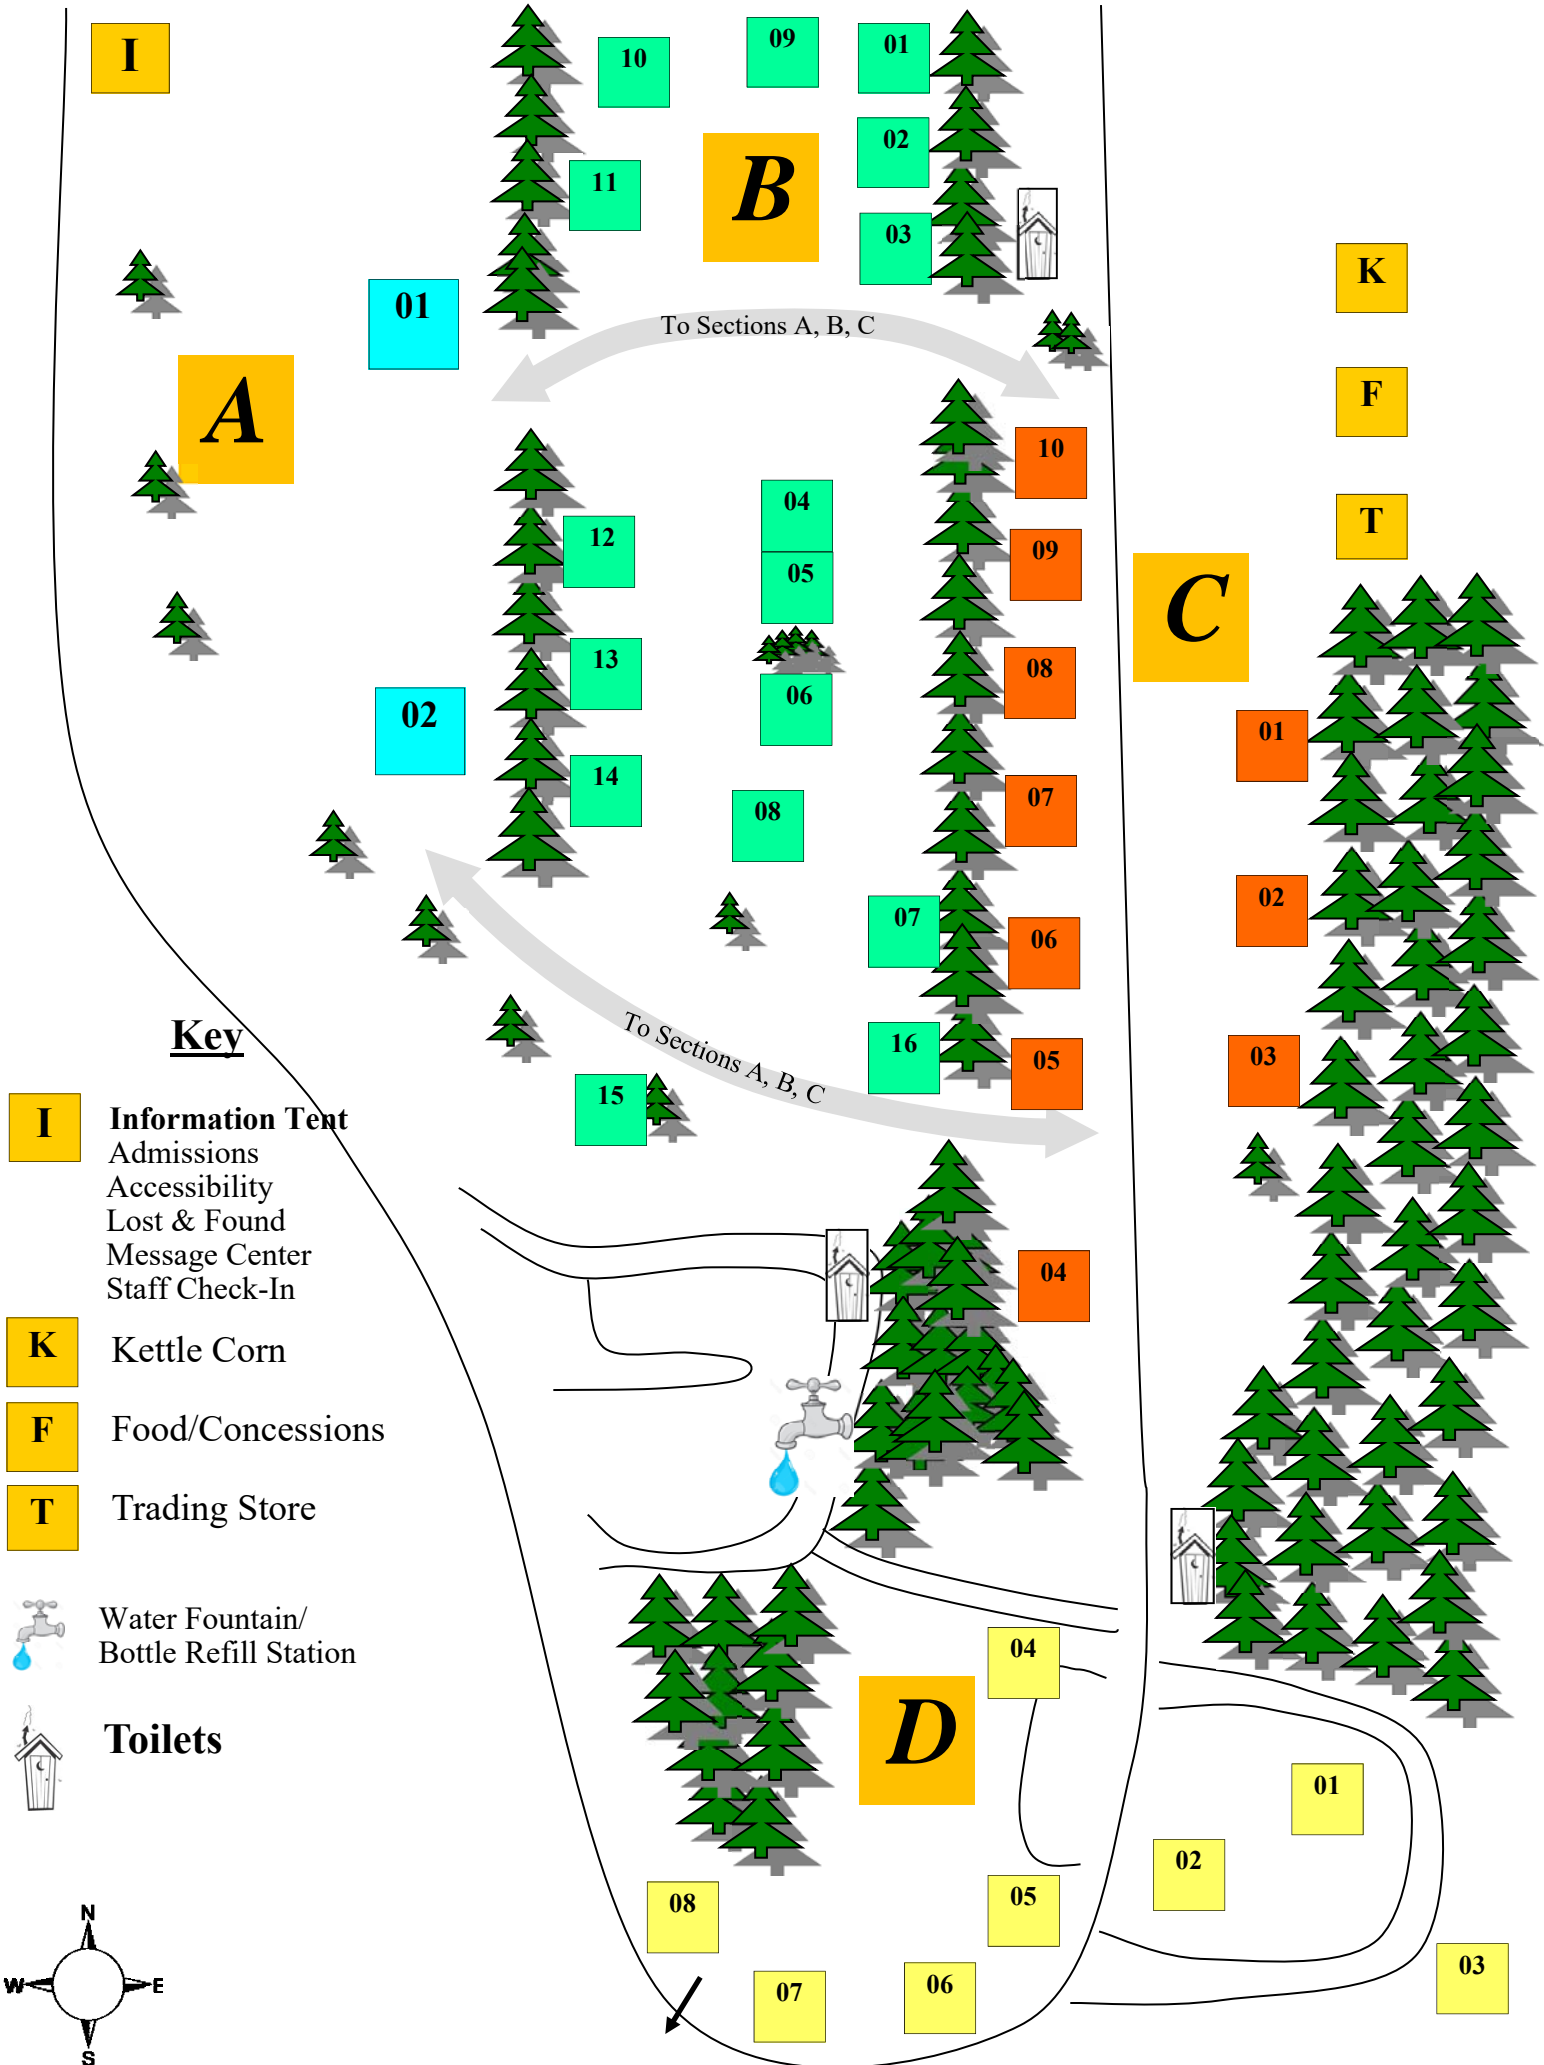 I
10
09
01
02
B
11
03
K
01
To Sections A, B, C
A
F
10
04
T
12
09
05
C
13
08
06
02
01
14
07
08
02
07
06
16
To Sections A, B, C
05
03
15
Key
I
Information Tent
Admissions
Accessibility
Lost & Found
Message Center
Staff Check-In
04
K
Kettle Corn
F
Food/Concessions
T
Trading Store
Water Fountain/
Bottle Refill Station
Toilets
04
D
01
02
08
05
03
07
06
N
W
E
S